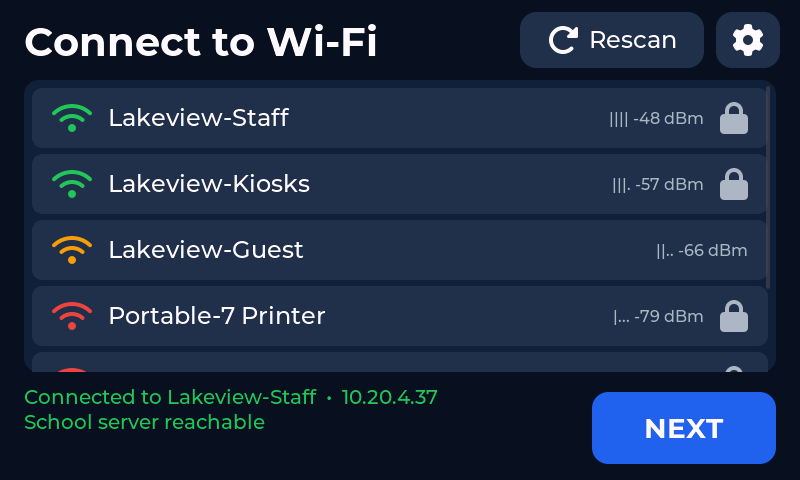 Connect to Wi-Fi
Rescan
Lakeview-Staff |||| -48 dBm
Lakeview-Kiosks |||. -57 dBm
Lakeview-Guest ||.. -66 dBm
Portable-7 Printer |... -79 dBm
Connected to Lakeview-Staff • 10.20.4.37
School server reachable
NEXT